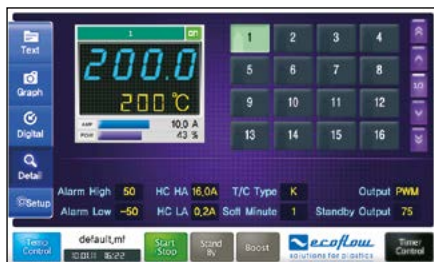 Text
Graph
Digital
Detail
Setup
1 on
200.0
200 ℃
AMP 10,0 A
POW 43 %
1 2 3 4
5 6 7 8
9 10 11 12
13 14 15 16
1/3
Alarm High 50 HC HA 16,0A T/C Type K Output PWM
Alarm Low -50 HC LA 0,2A Soft Minute 1 Standby Output 75
Temp Control
default,mf
16:22
Start Stop
Stand By
Boost
ecoflow
solutions for plastics
Timer Control